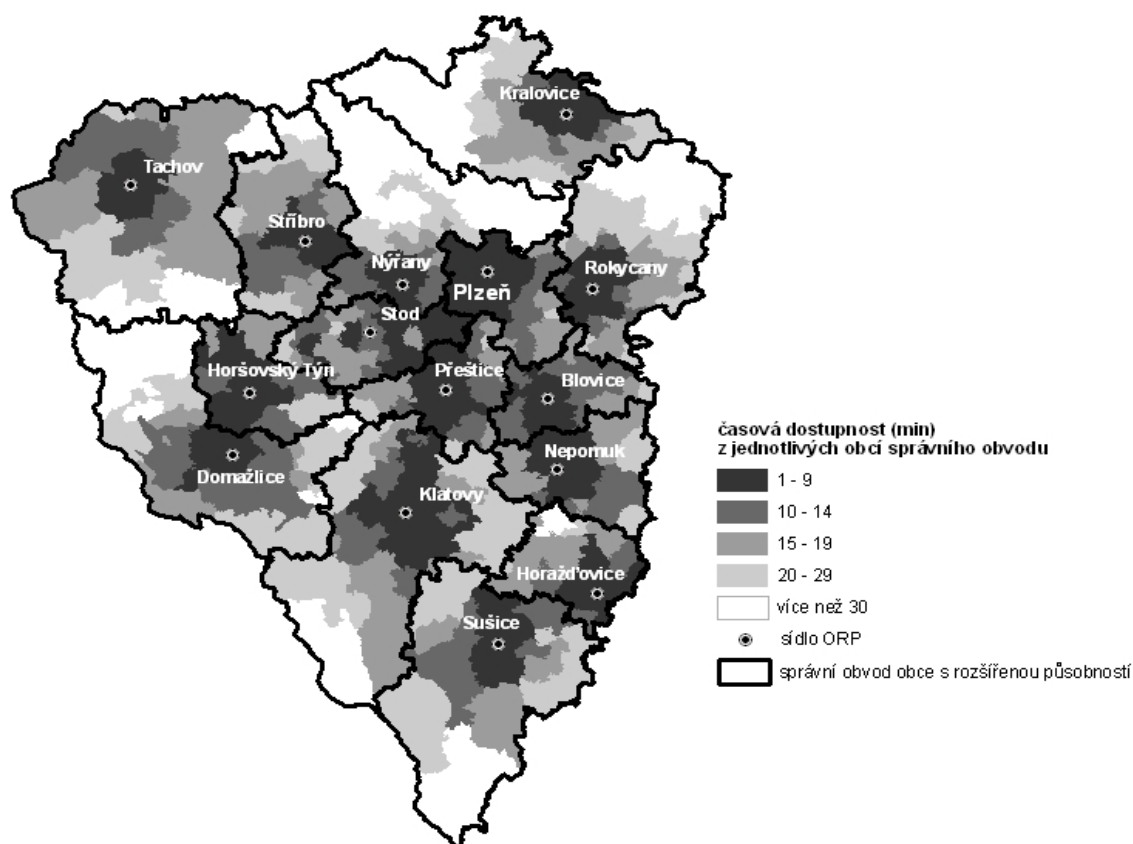 Kralovice
Tachov
Stříbro
Nýřany
Plzeň
Rokycany
Stod
Horšovský Týn
Přeštice
Blovice
Domažlice
Nepomuk
Klatovy
Horažďovice
Sušice
časová dostupnost (min)
z jednotlivých obcí správního obvodu
1 - 9
10 - 14
15 - 19
20 - 29
více než 30
sídlo ORP
správní obvod obce s rozšířenou působností